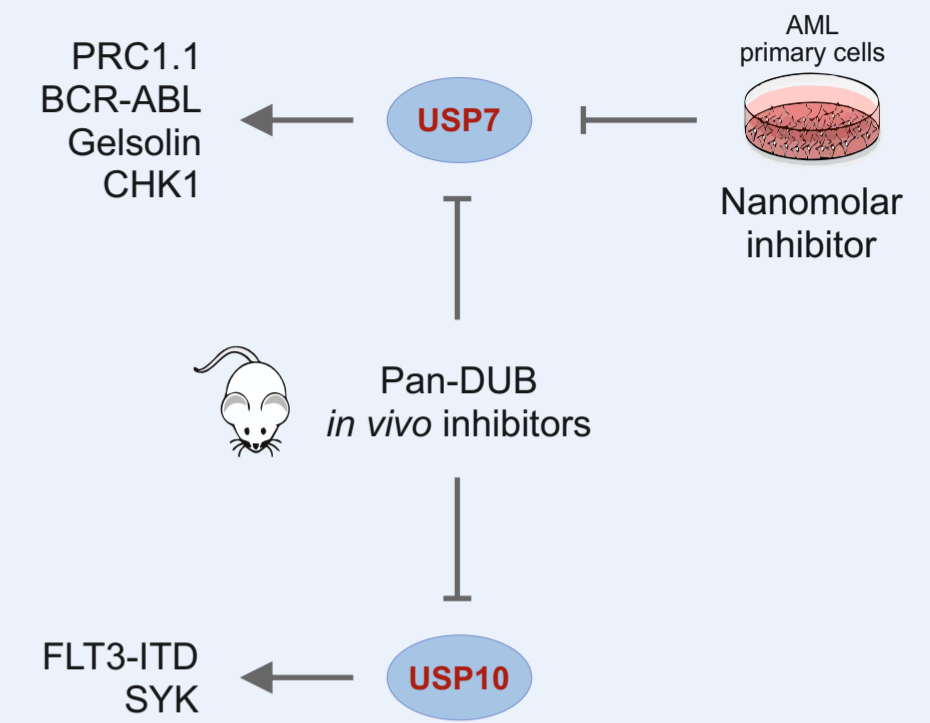 AML
primary cells
PRC1.1
BCR-ABL
Gelsolin
CHK1
USP7
Nanomolar
inhibitor
Pan-DUB
in vivo inhibitors
FLT3-ITD
SYK
USP10